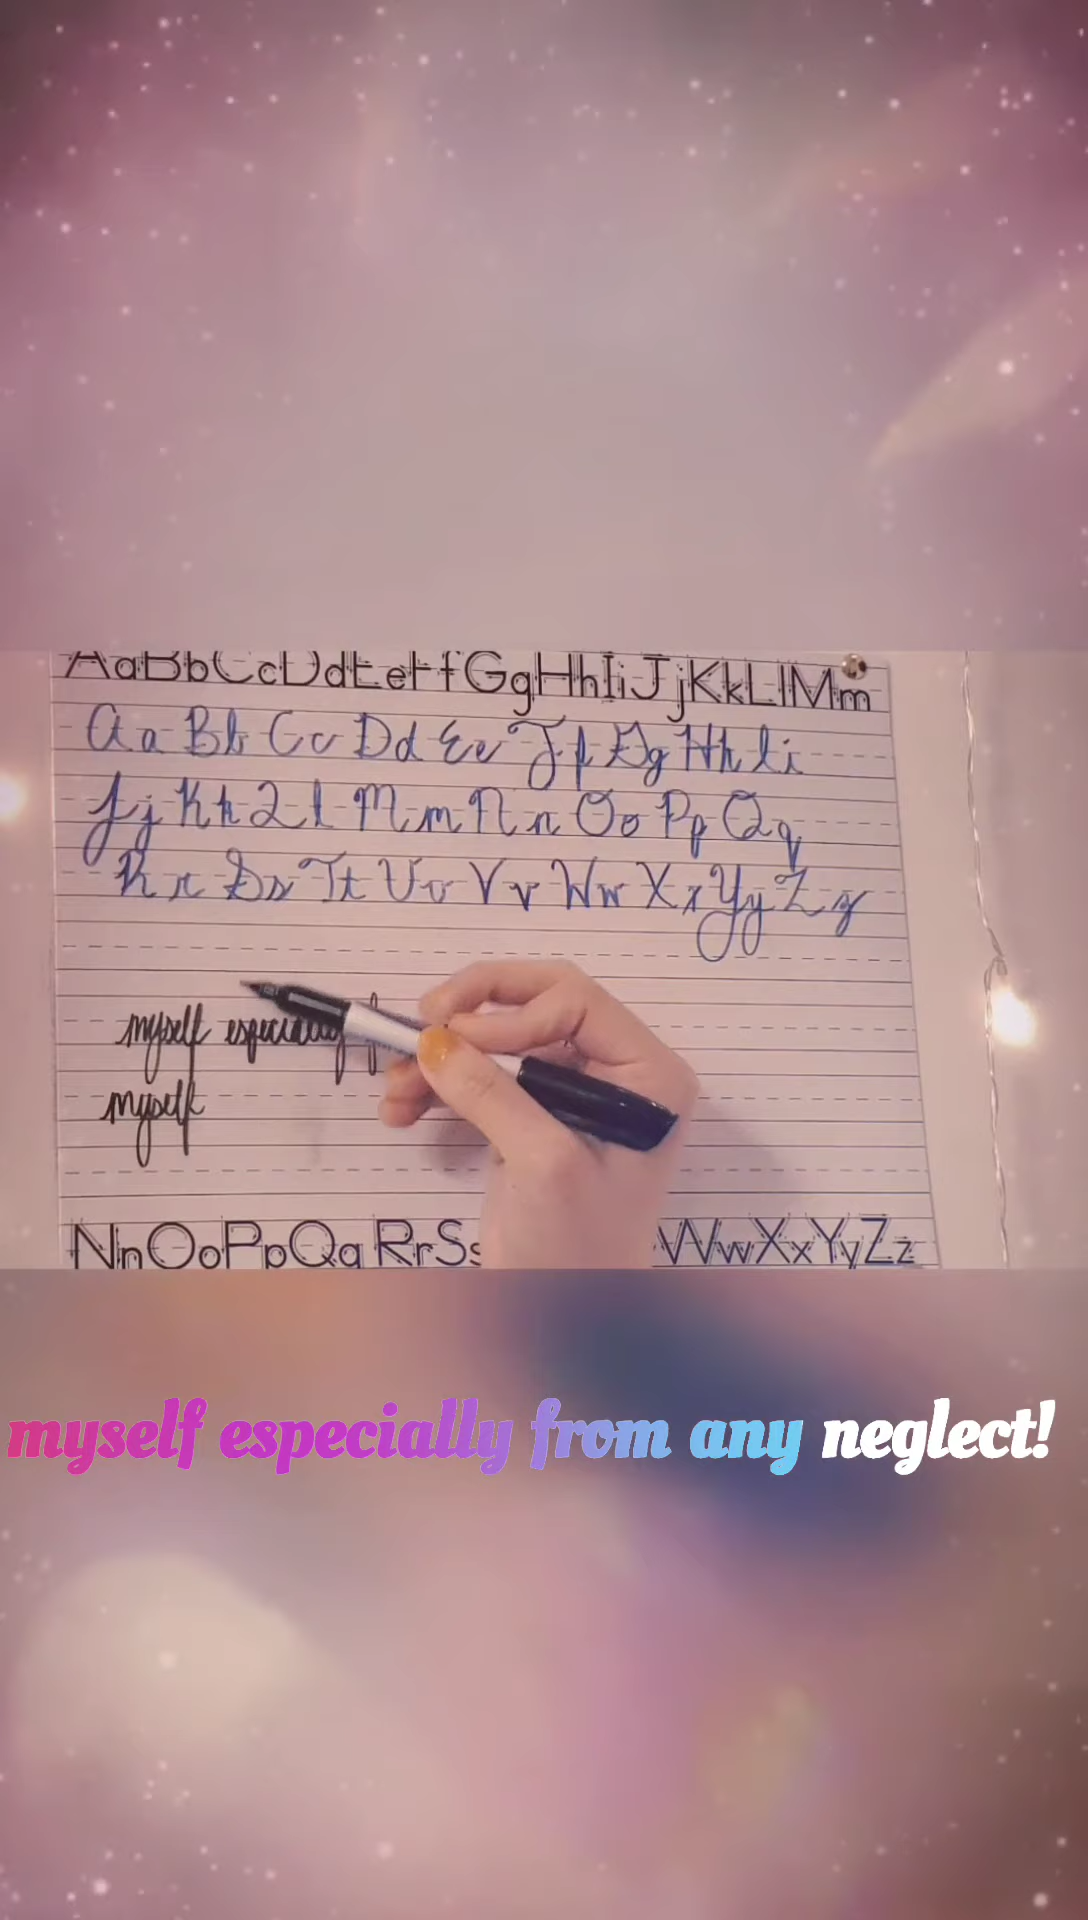 AaBbCcDdEeFfGgHhIiJjKkLlMm
Aa Bb Cc Dd Ee Ff Gg Hh Ii
Jj Kk Ll Mm Nn Oo Pp Qq
Rr Ss Tt Uu Vv Ww Xx Yy Zz
myself especially f
myself
NnOoPpQqRrSs WwXxYyZz
myself especially from any neglect!